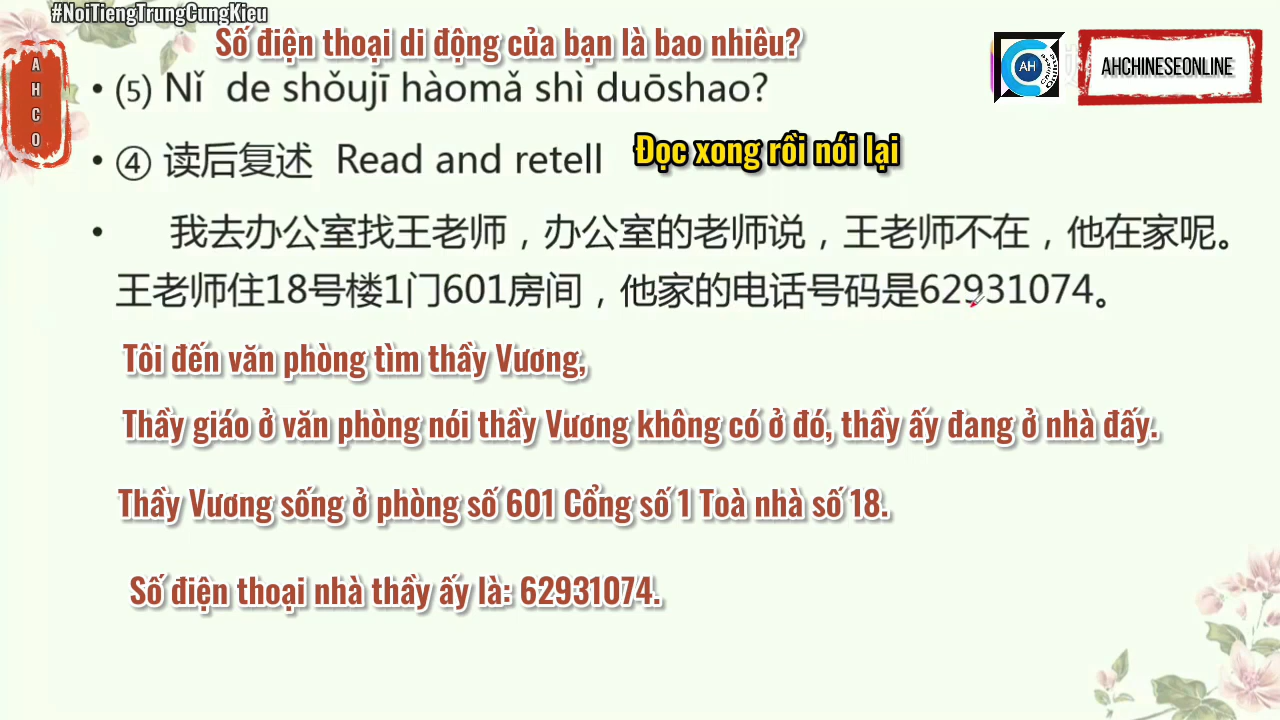 #NoiTiengTrungCungKieu
Số điện thoại di động của bạn là bao nhiêu?
AHCO
AH
AHCHINESEONLINE
• (5) Nǐ de shǒujī hàomǎ shì duōshao?
• ④ 读后复述 Read and retell Đọc xong rồi nói lại
• 我去办公室找王老师，办公室的老师说，王老师不在，他在家呢。
王老师住18号楼1门601房间，他家的电话号码是62931074。
Tôi đến văn phòng tìm thầy Vương,
Thầy giáo ở văn phòng nói thầy Vương không có ở đó, thầy ấy đang ở nhà đấy.
Thầy Vương sống ở phòng số 601 Cổng số 1 Toà nhà số 18.
Số điện thoại nhà thầy ấy là: 62931074.